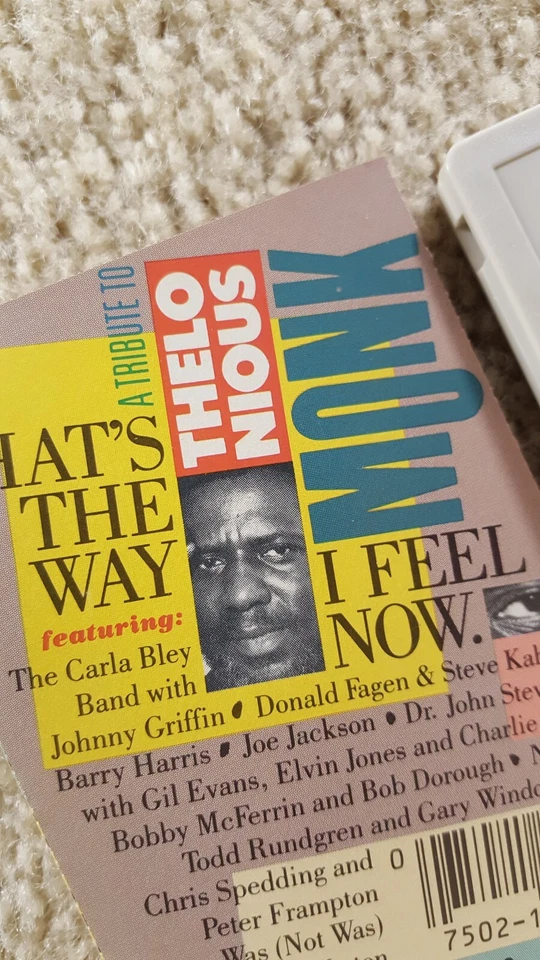 A TRIBUTE TO
THELO
NIOUS
MONK
HAT'S
THE
WAY
I FEEL
NOW.
featuring:
The Carla Bley
Band with
Johnny Griffin • Donald Fagen & Steve Kah
Barry Harris • Joe Jackson • Dr. John Stev
with Gil Evans, Elvin Jones and Charlie
Bobby McFerrin and Bob Dorough • N
Todd Rundgren and Gary Windo
Chris Spedding and
Peter Frampton
Was (Not Was)
0
7502-1